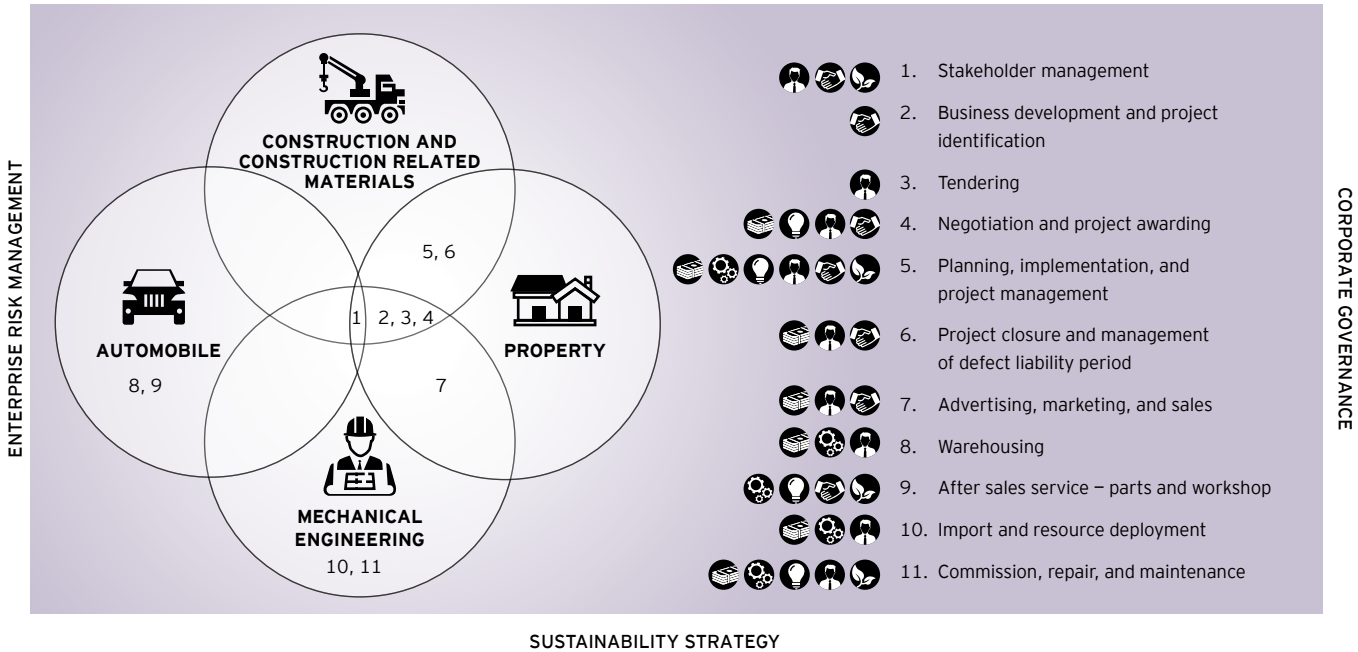 ENTERPRISE RISK MANAGEMENT
CONSTRUCTION AND
CONSTRUCTION RELATED
MATERIALS
5, 6
1
2, 3, 4
AUTOMOBILE
8, 9
PROPERTY
7
MECHANICAL
ENGINEERING
10, 11
1. Stakeholder management
2. Business development and project
identification
3. Tendering
4. Negotiation and project awarding
5. Planning, implementation, and
project management
6. Project closure and management
of defect liability period
7. Advertising, marketing, and sales
8. Warehousing
9. After sales service – parts and workshop
10. Import and resource deployment
11. Commission, repair, and maintenance
CORPORATE GOVERNANCE
SUSTAINABILITY STRATEGY